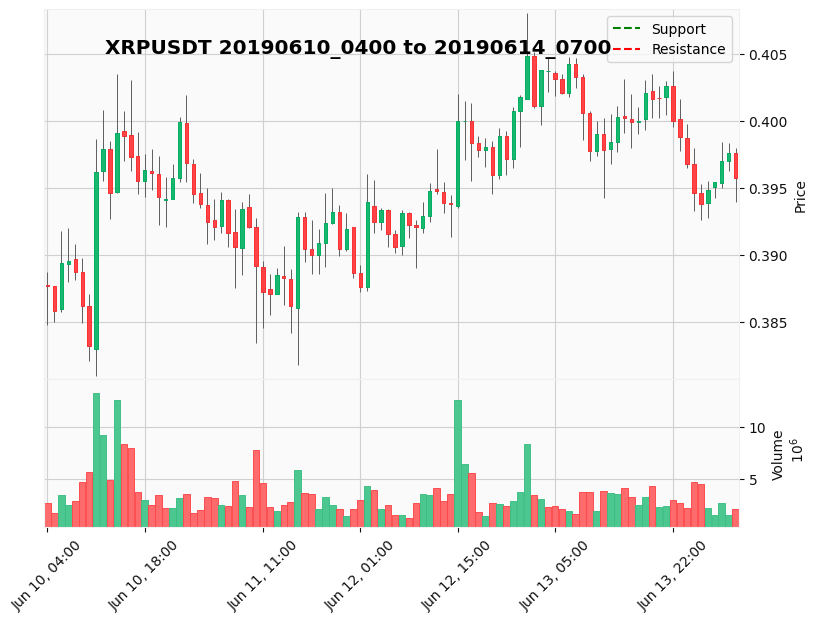 XRPUSDT 20190610_0400 to 20190614_0700
Support
Resistance
0.405
0.400
0.395
0.390
0.385
Price
10
5
Volume
10⁶
Jun 10, 04:00
Jun 10, 18:00
Jun 11, 11:00
Jun 12, 01:00
Jun 12, 15:00
Jun 13, 05:00
Jun 13, 22:00